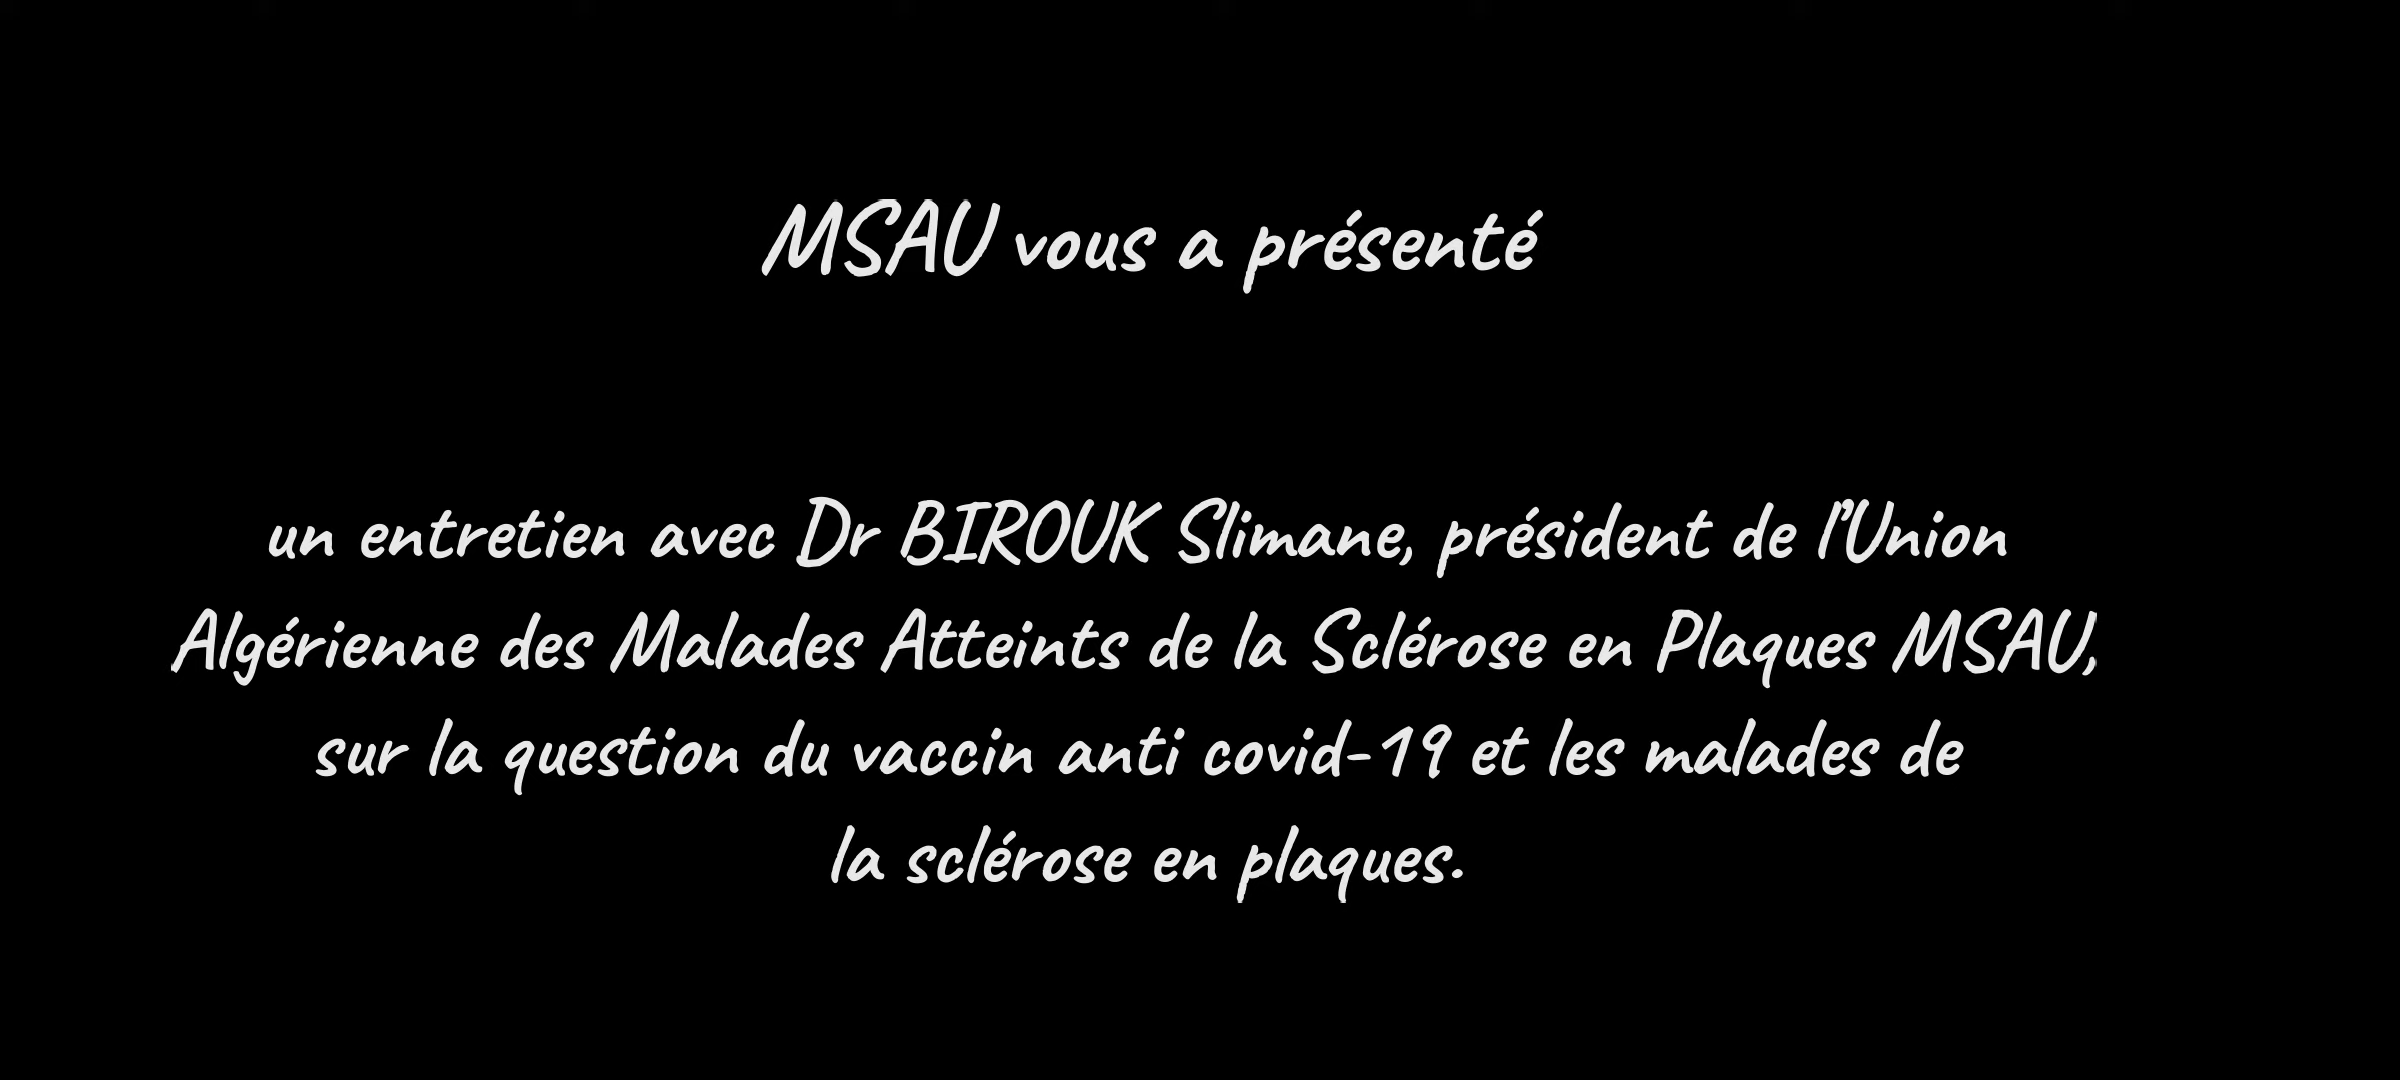 MSAU vous a présenté
un entretien avec Dr BIROUK Slimane, président de l'Union
Algérienne des Malades Atteints de la Sclérose en Plaques MSAU,
sur la question du vaccin anti covid-19 et les malades de
la sclérose en plaques.